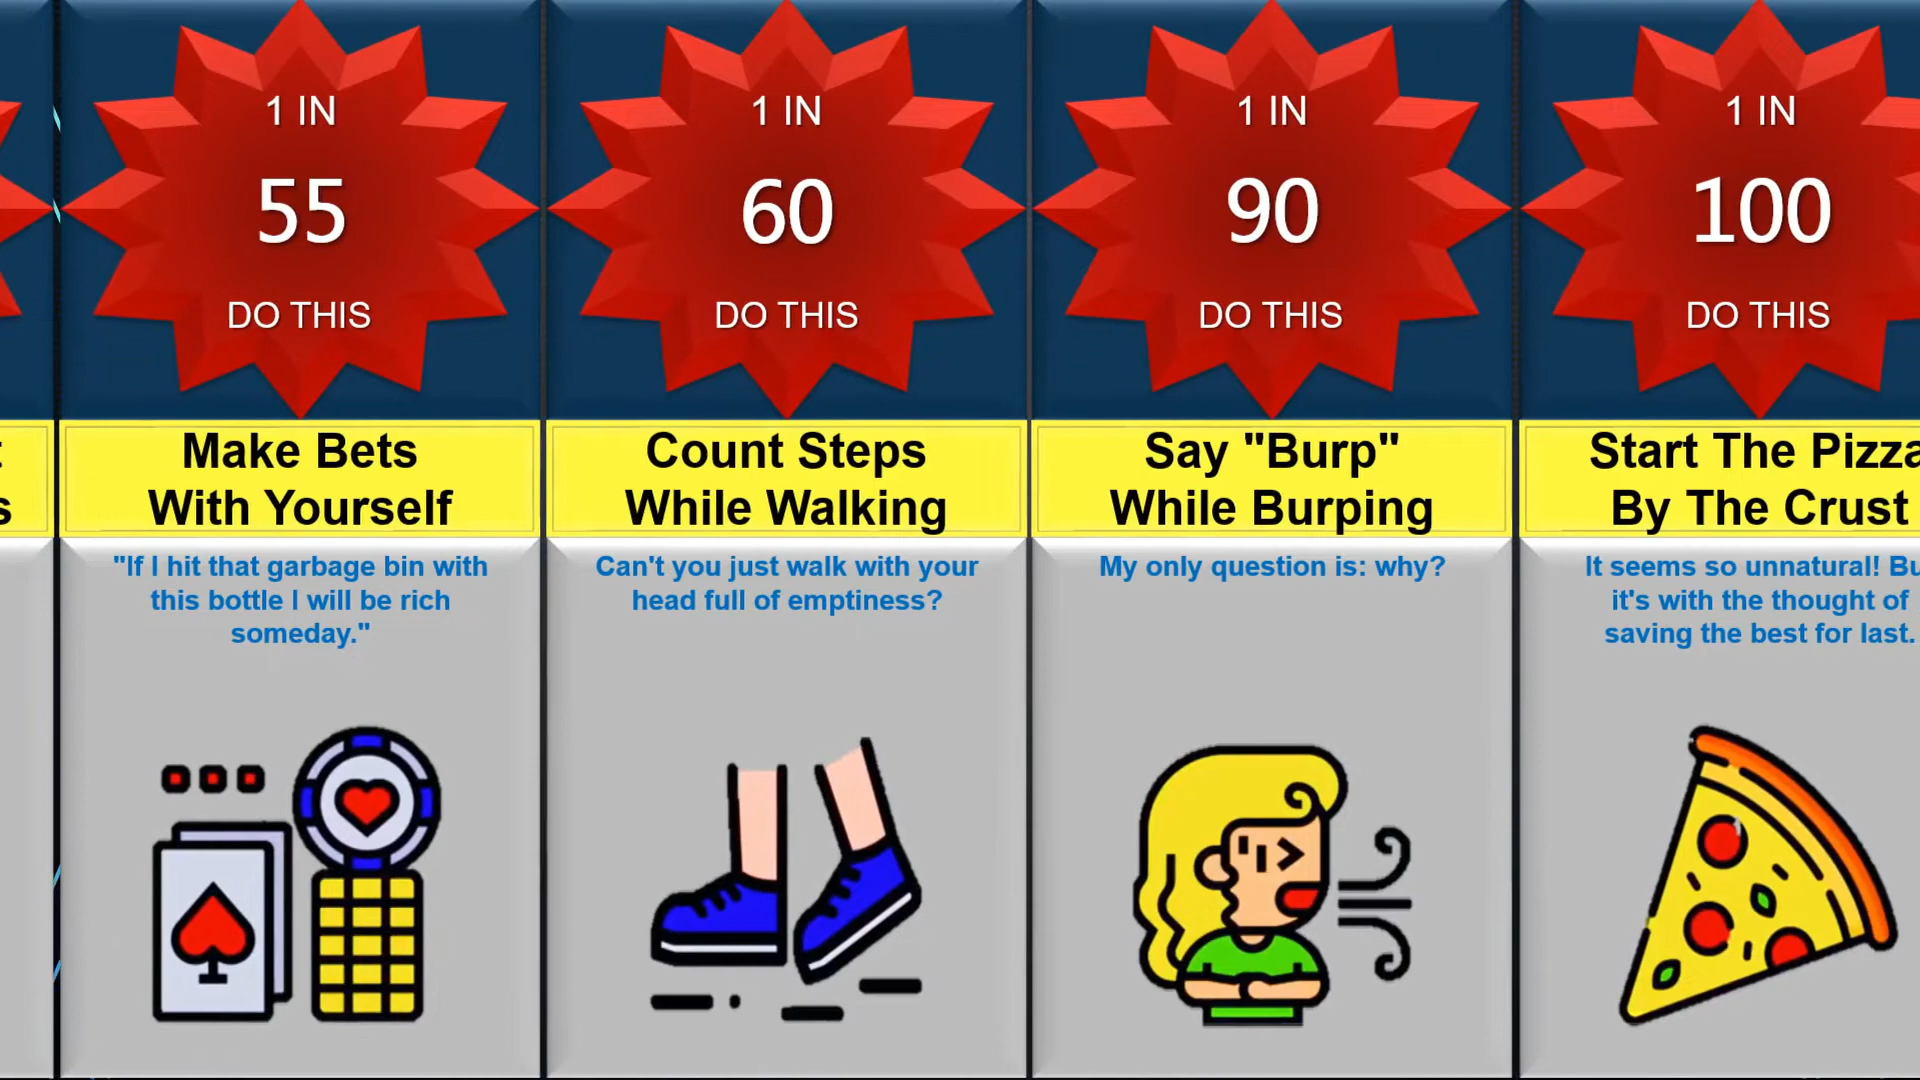 1 IN
55
DO THIS
Make Bets
With Yourself
"If I hit that garbage bin with
this bottle I will be rich
someday."
1 IN
60
DO THIS
Count Steps
While Walking
Can't you just walk with your
head full of emptiness?
1 IN
90
DO THIS
Say "Burp"
While Burping
My only question is: why?
1 IN
100
DO THIS
Start The Pizza
By The Crust
It seems so unnatural! Bu
it's with the thought of
saving the best for last.